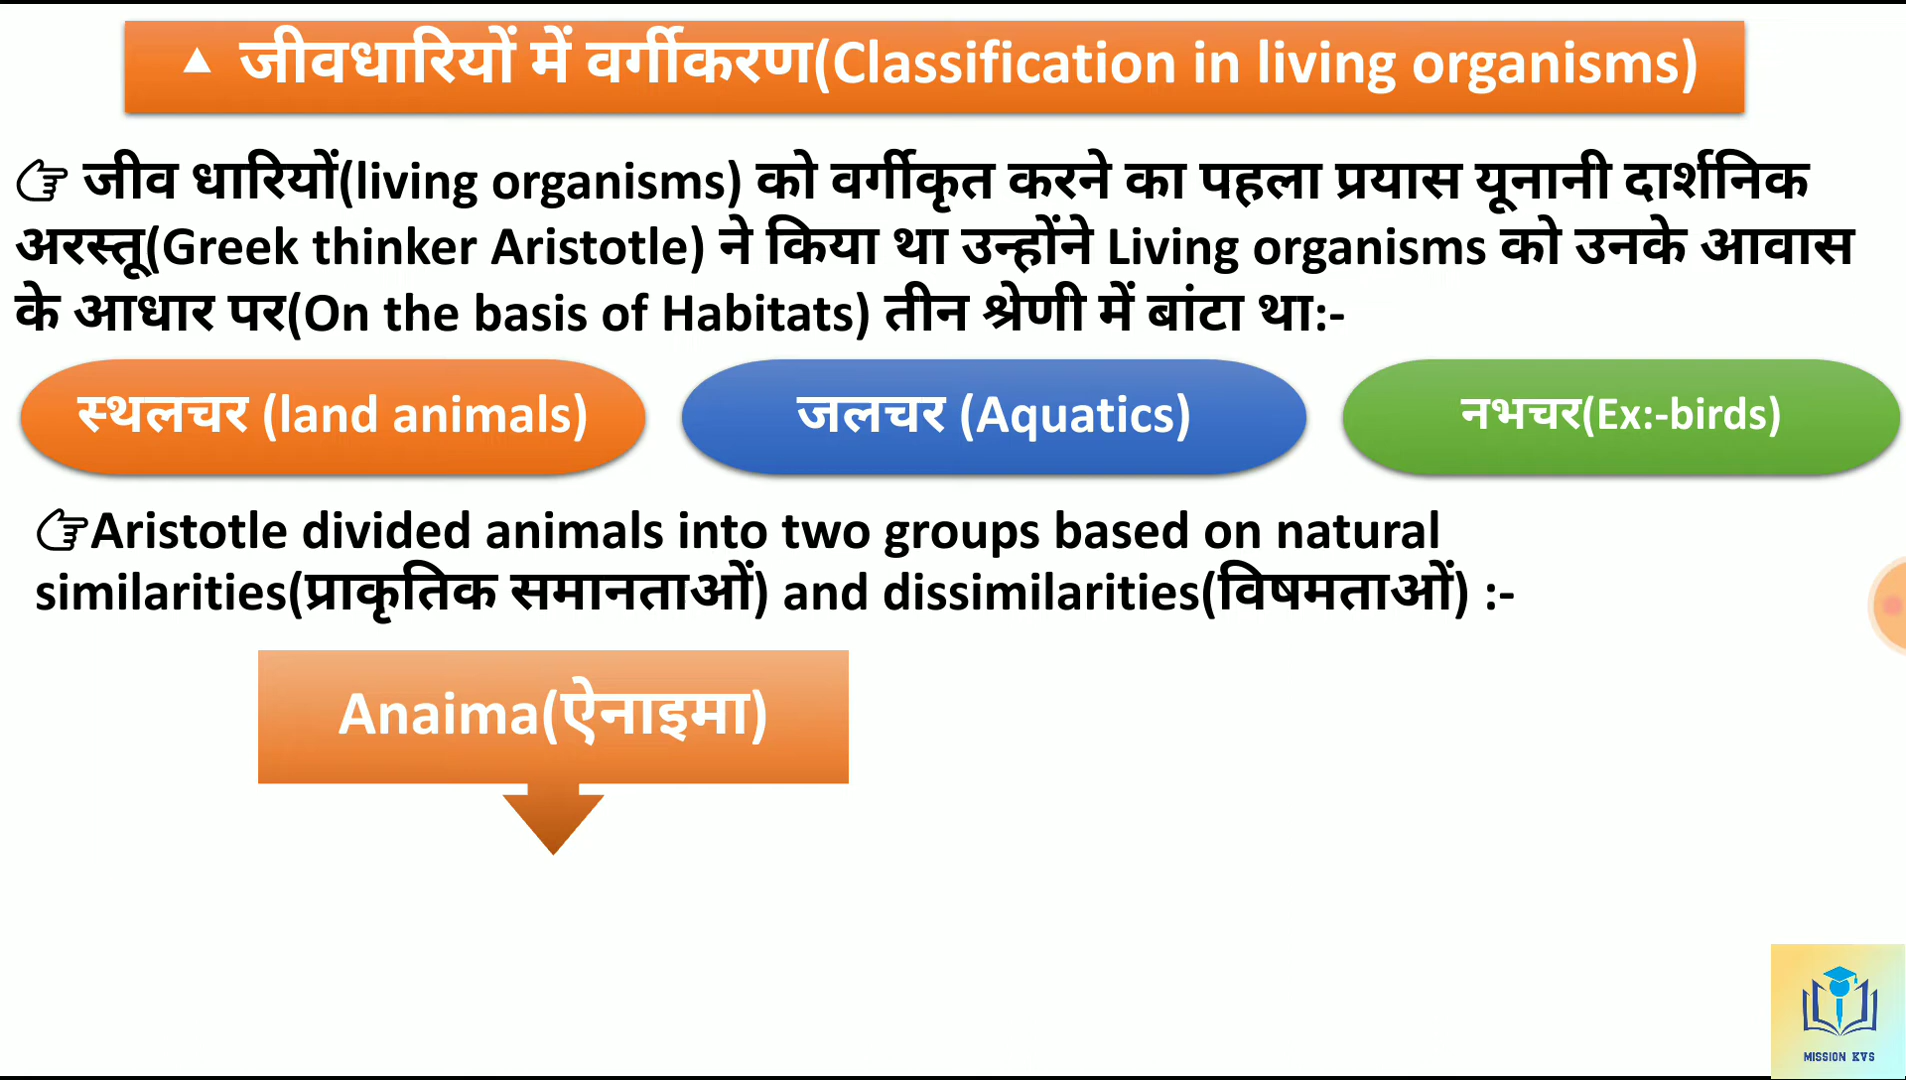 ▲ जीवधारियों में वर्गीकरण(Classification in living organisms)
👉 जीव धारियों(living organisms) को वर्गीकृत करने का पहला प्रयास यूनानी दार्शनिक
अरस्तू(Greek thinker Aristotle) ने किया था उन्होंने Living organisms को उनके आवास
के आधार पर(On the basis of Habitats) तीन श्रेणी में बांटा था:-
स्थलचर (land animals)
जलचर (Aquatics)
नभचर(Ex:-birds)
👉Aristotle divided animals into two groups based on natural
similarities(प्राकृतिक समानताओं) and dissimilarities(विषमताओं) :-
Anaima(ऐनाइमा)
MISSION KVS